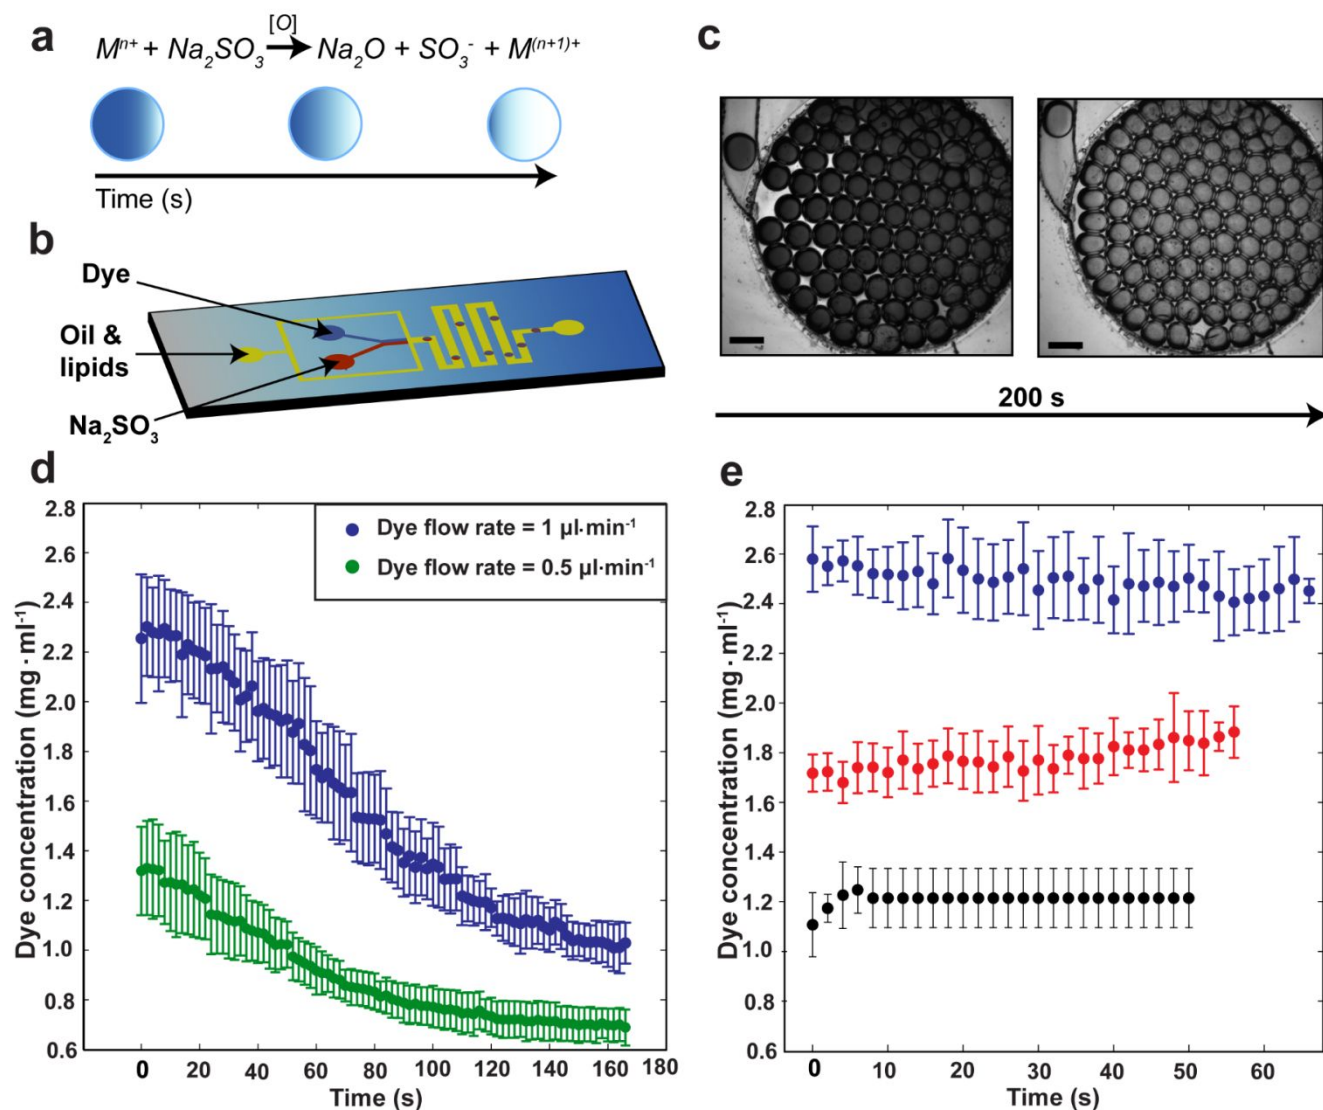 a
[O]
Mⁿ⁺ + Na₂SO₃ → Na₂O + SO₃⁻ + M⁽ⁿ⁺¹⁾⁺
Time (s)
b
Dye
Oil &
lipids
Na₂SO₃
c
200 s
d
2.8
2.6
2.4
2.2
2.0
1.8
1.6
1.4
1.2
1.0
0.8
0.6
Dye concentration (mg · ml⁻¹)
Dye flow rate = 1 µl·min⁻¹
Dye flow rate = 0.5 µl·min⁻¹
0 20 40 60 80 100 120 140 160 180
Time (s)
e
2.8
2.6
2.4
2.2
2.0
1.8
1.6
1.4
1.2
1.0
0.8
0.6
Dye concentration (mg · ml⁻¹)
0 10 20 30 40 50 60
Time (s)